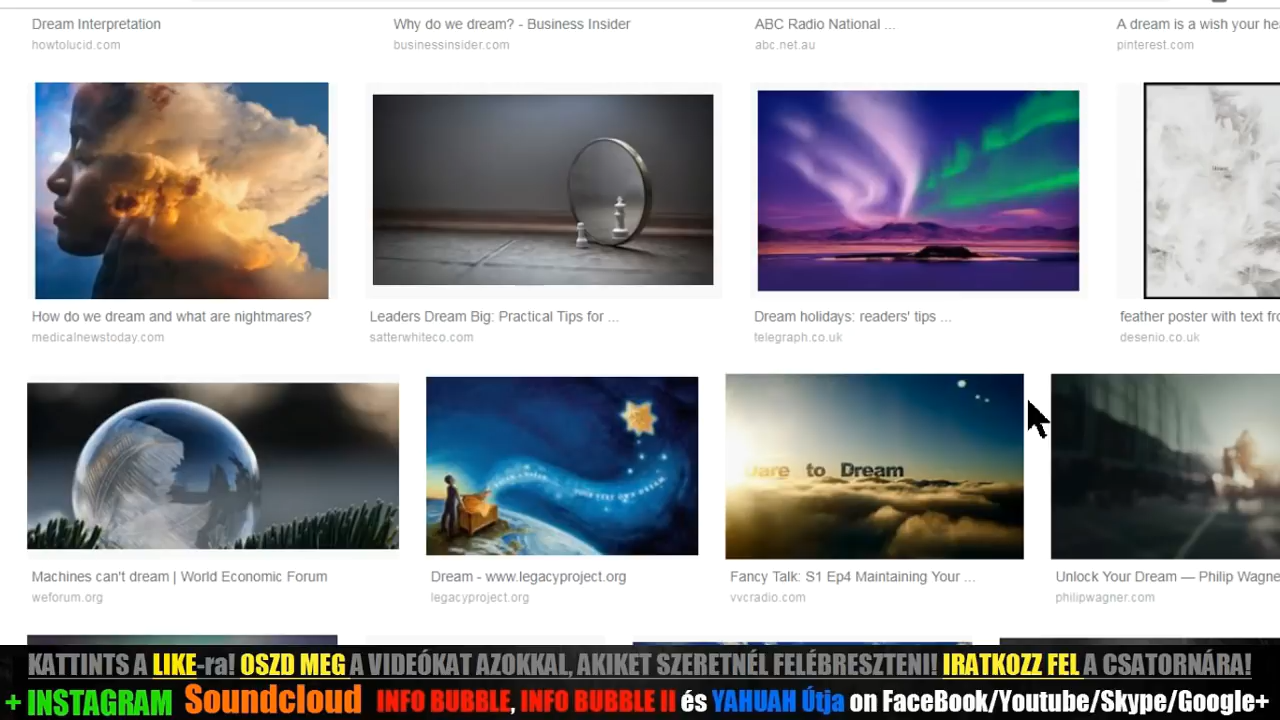 Dream Interpretation
howtolucid.com
Why do we dream? - Business Insider
businessinsider.com
ABC Radio National ...
abc.net.au
A dream is a wish your
pinterest.com
How do we dream and what are nightmares?
medicalnewstoday.com
Leaders Dream Big: Practical Tips for ...
satterwhiteco.com
Dream holidays: readers' tips ...
telegraph.co.uk
feather poster with text
desenio.co.uk
to Dream
Machines can't dream | World Economic Forum
weforum.org
Dream - www.legacyproject.org
legacyproject.org
Fancy Talk: S1 Ep4 Maintaining Your ...
vvcradio.com
Unlock Your Dream — Philip
philipwagner.com
KATTINTS A LIKE-ra! OSZD MEG A VIDEÓKAT AZOKKAL, AKIKET SZERETNÉL FELÉBRESZTENI! IRATKOZZ FEL A CSATORNÁRA!
+ INSTAGRAM Soundcloud INFO BUBBLE, INFO BUBBLE II és YAHUAH Útja on FaceBook/Youtube/Skype/Google+